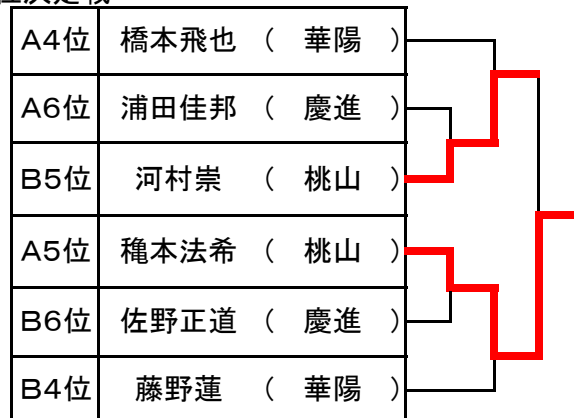 A4位 橋本飛也 ( 華陽 )
A6位 浦田佳邦 ( 慶進 )
B5位 河村崇 ( 桃山 )
A5位 穐本法希 ( 桃山 )
B6位 佐野正道 ( 慶進 )
B4位 藤野蓮 ( 華陽 )